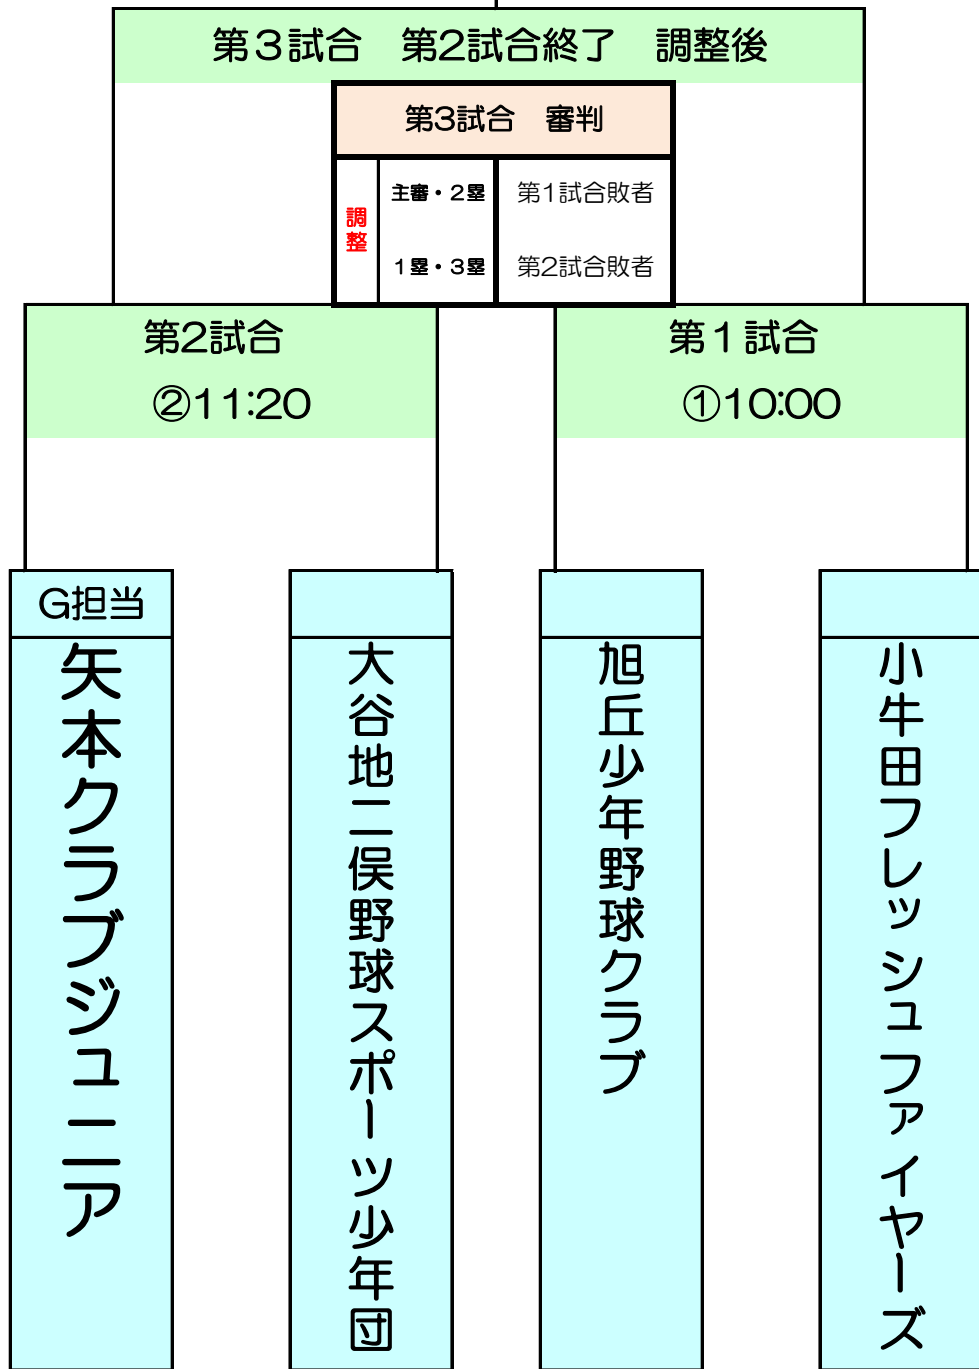 第３試合　第2試合終了　調整後
第3試合　審判
調整
主審・２塁
第1試合敗者
１塁・３塁
第2試合敗者
第2試合
②11:20
第１試合
①10:00
G担当
矢本クラブジュニア
大谷地二俣野球スポーツ少年団
旭丘少年野球クラブ
小牛田フレッシュファイヤーズ